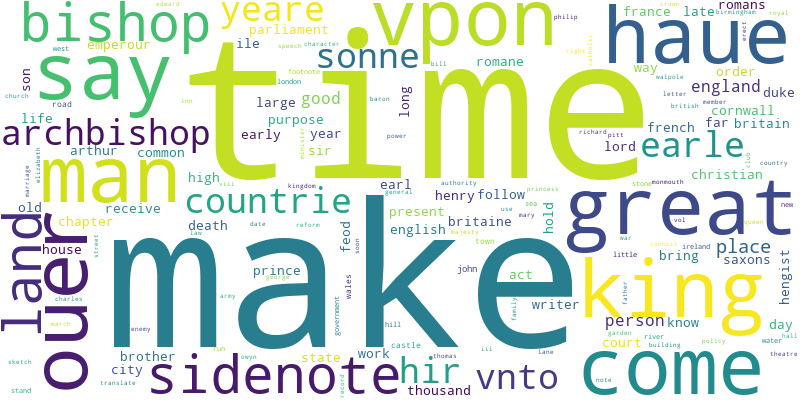 edward
crown royal
philip birmingham romans
bishop yeare vpon haue france late erect
parliament
west emperour ile sonne character right catholic walpole
speech romane way order
church son footnote bill
say time letter british member england duke
road london large good long
life inn purpose baron cornwall
archbishop early year richard pitt french far britain
power earle lord
elizabeth marriage arthur common minister sir club country
man high viii earl christian
kingdom general authority princess stone monmouth
old receive countrie henry follow use great vol queen new
chapter death date present mary sea hold war
street law reform english britaine town council ireland place saxons
house feod majesty little bring
land ouer soon john act hengist
prince george wales family father
charles army government hill king person know day
march enemy make writer court policy water hall
brother state work castle garden river building
city run owyn thomas iii lane come theatre
sketch sidenote hir vnto note
stand translate record thousand